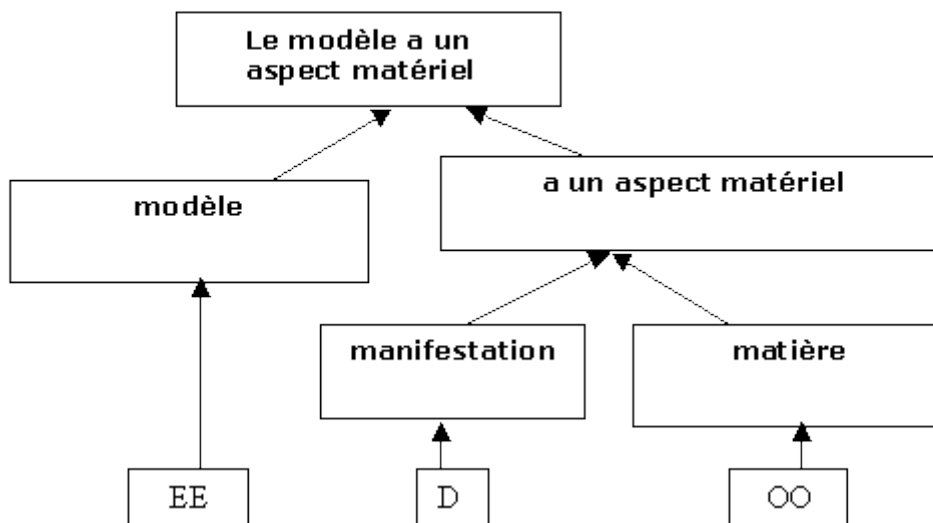 Le modèle a un
aspect matériel
modèle
a un aspect matériel
manifestation
matière
EE
D
OO